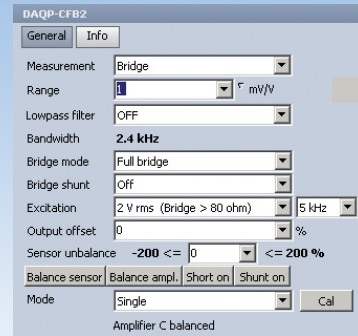 DAQP-CFB2
General Info
Measurement Bridge
Range 1 mV/V
Lowpass filter OFF
Bandwidth 2.4 kHz
Bridge mode Full bridge
Bridge shunt Off
Excitation 2 V rms (Bridge > 80 ohm) 5 kHz
Output offset 0 %
Sensor unbalance -200 <= 0 <= 200 %
Balance sensor Balance ampl. Short on Shunt on
Mode Single Cal
Amplifier C balanced